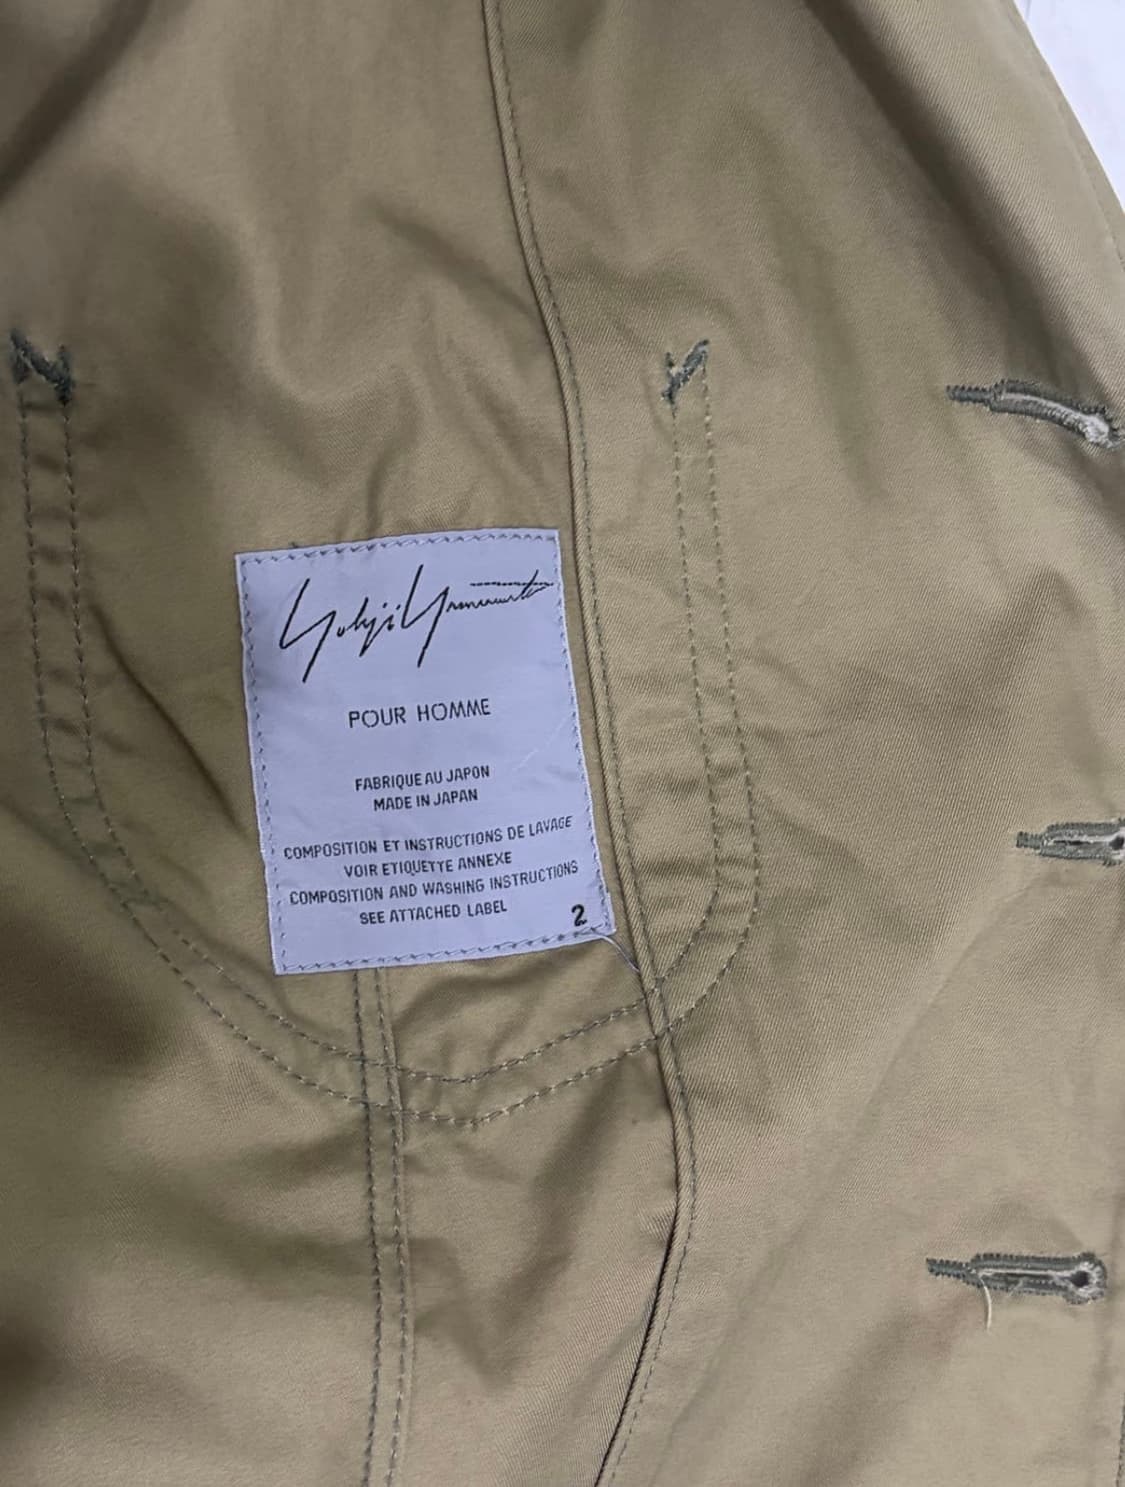 Yohji Yamamoto
POUR HOMME
FABRIQUE AU JAPON
MADE IN JAPAN
COMPOSITION ET INSTRUCTIONS DE LAVAGE
VOIR ETIQUETTE ANNEXE
COMPOSITION AND WASHING INSTRUCTIONS
SEE ATTACHED LABEL
2